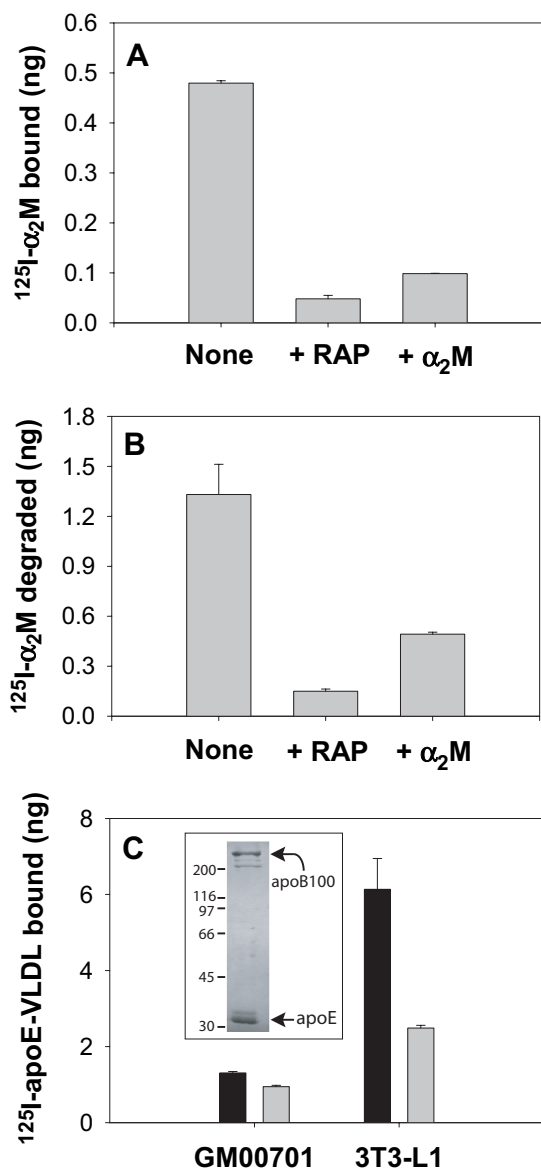 A
¹²⁵I-α₂M bound (ng)
0.6
0.5
0.4
0.3
0.2
0.1
0.0
None + RAP + α₂M
B
¹²⁵I-α₂M degraded (ng)
1.8
1.5
1.2
0.9
0.6
0.3
0.0
None + RAP + α₂M
C
¹²⁵I-apoE-VLDL bound (ng)
8
6
4
2
0
200
116
97
66
45
30
apoB100
apoE
GM00701 3T3-L1